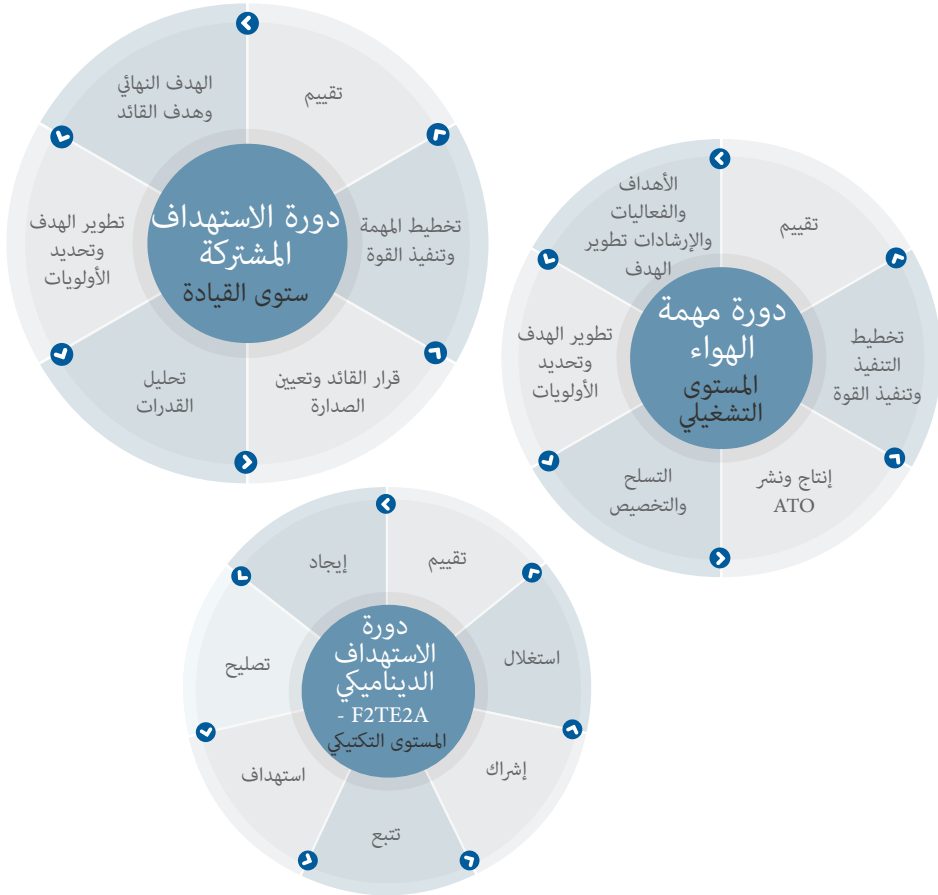 دورة الاستهداف
المشتركة
ستوى القيادة
الهدف النهائي
وهدف القائد
تطوير الهدف
وتحديد
الأولويات
تحليل
القدرات
قرار القائد وتعيين
الصدارة
تخطيط المهمة
وتنفيذ القوة
تقييم
دورة مهمة
الهواء
المستوى
التشغيلي
الأهداف
والفعاليات
والإرشادات تطوير
الهدف
تطوير الهدف
وتحديد
الأولويات
التسلح
والتخصيص
إنتاج ونشر
ATO
تخطيط
التنفيذ
وتنفيذ القوة
تقييم
دورة
الاستهداف
الديناميكي
- F2TE2A
المستوى التكتيكي
إيجاد
تصليح
استهداف
تتبع
إشراك
استغلال
تقييم